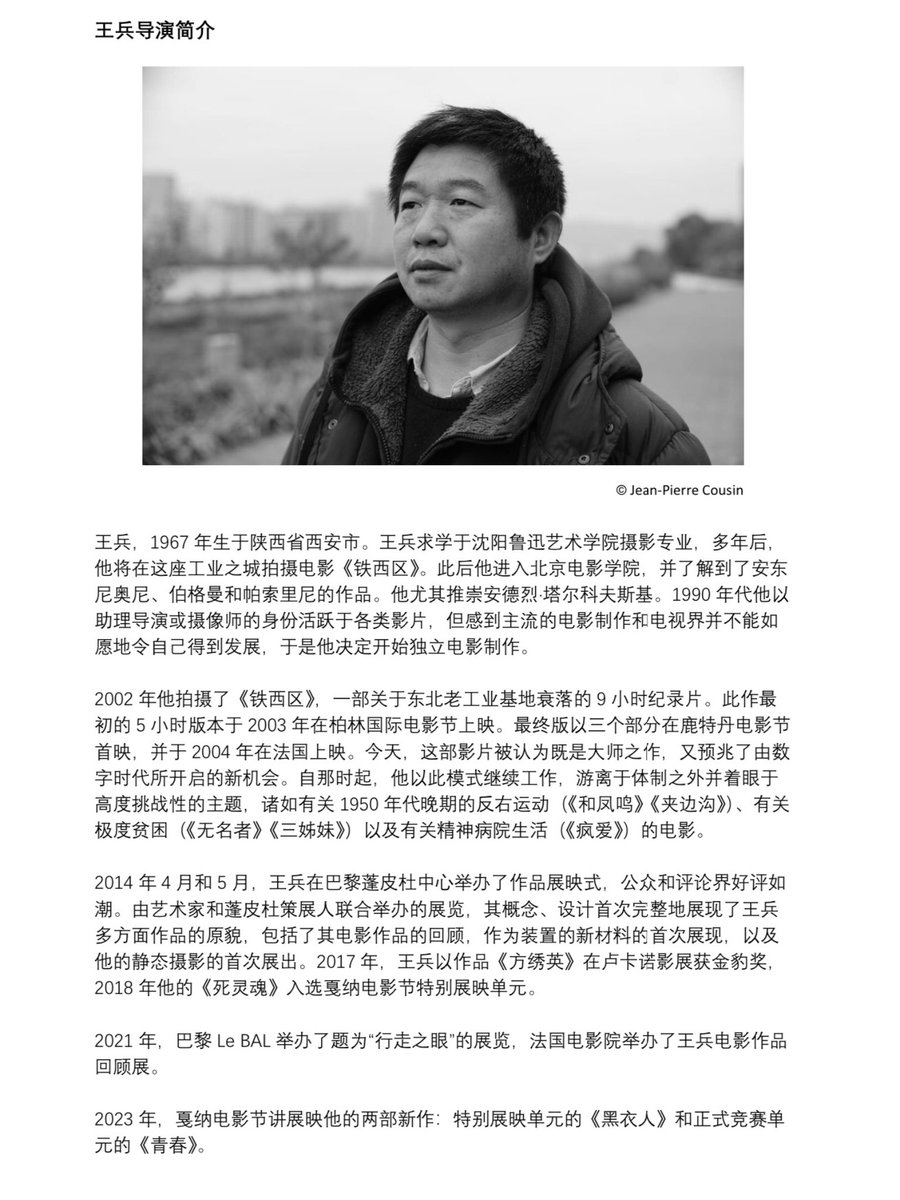 王兵导演简介
© Jean-Pierre Cousin
王兵，1967 年生于陕西省西安市。王兵求学于沈阳鲁迅艺术学院摄影专业，多年后，
他将在这座工业之城拍摄电影《铁西区》。此后他进入北京电影学院，并了解到了安东
尼奥尼、伯格曼和帕索里尼的作品。他尤其推崇安德烈·塔尔科夫斯基。1990 年代他以
助理导演或摄像师的身份活跃于各类影片，但感到主流的电影制作和电视界并不能如
愿地令自己得到发展，于是他决定开始独立电影制作。
2002 年他拍摄了《铁西区》，一部关于东北老工业基地衰落的 9 小时纪录片。此作最
初的 5 小时版本于 2003 年在柏林国际电影节上映。最终版以三个部分在鹿特丹电影节
首映，并于 2004 年在法国上映。今天，这部影片被认为既是大师之作，又预兆了由数
字时代所开启的新机会。自那时起，他以此模式继续工作，游离于体制之外并着眼于
高度挑战性的主题，诸如有关 1950 年代晚期的反右运动（《和凤鸣》《夹边沟》）、有关
极度贫困（《无名者》《三姊妹》）以及有关精神病院生活（《疯爱》）的电影。
2014 年 4 月和 5 月，王兵在巴黎蓬皮杜中心举办了作品展映式，公众和评论界好评如
潮。由艺术家和蓬皮杜策展人联合举办的展览，其概念、设计首次完整地展现了王兵
多方面作品的原貌，包括了其电影作品的回顾，作为装置的新材料的首次展现，以及
他的静态摄影的首次展出。2017 年，王兵以作品《方绣英》在卢卡诺影展获金豹奖，
2018 年他的《死灵魂》入选戛纳电影节特别展映单元。
2021 年，巴黎 Le BAL 举办了题为“行走之眼”的展览，法国电影院举办了王兵电影作品
回顾展。
2023 年，戛纳电影节讲展映他的两部新作：特别展映单元的《黑衣人》和正式竞赛单
元的《青春》。